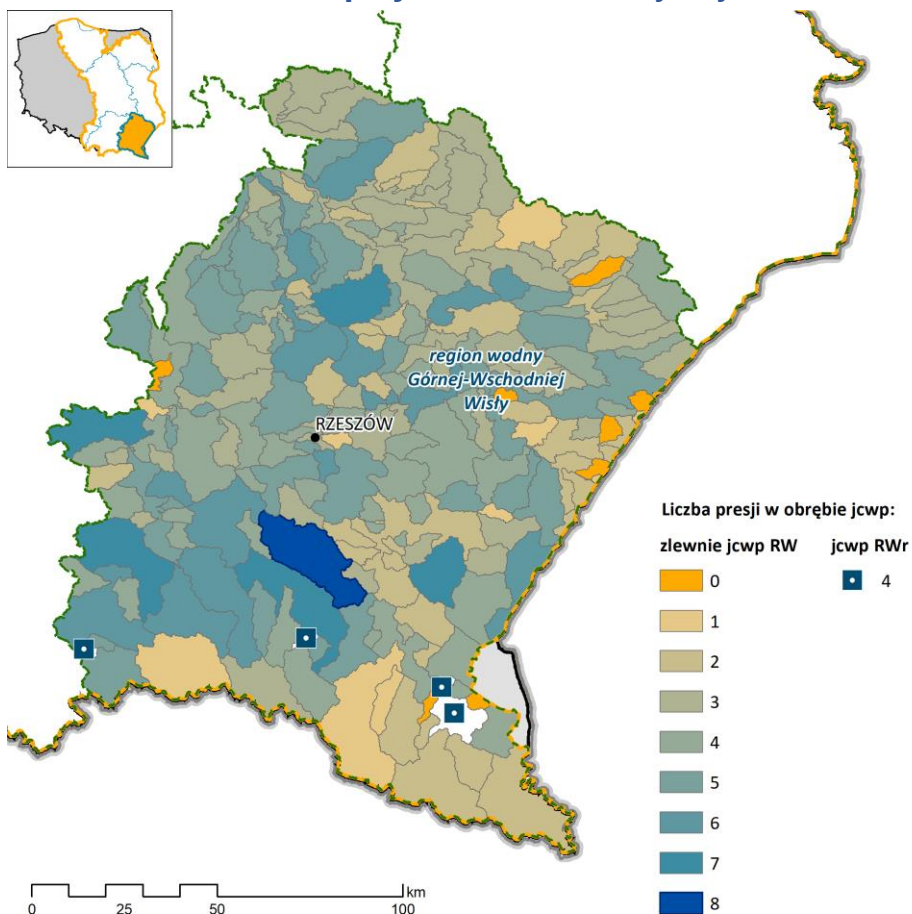 region wodny
Górnej-Wschodniej
Wisły
RZESZÓW
Liczba presji w obrębie jcwp:
zlewnie jcwp RW jcwp RWr
0 4
1
2
3
4
5
6
7
8
km
0 25 50 100